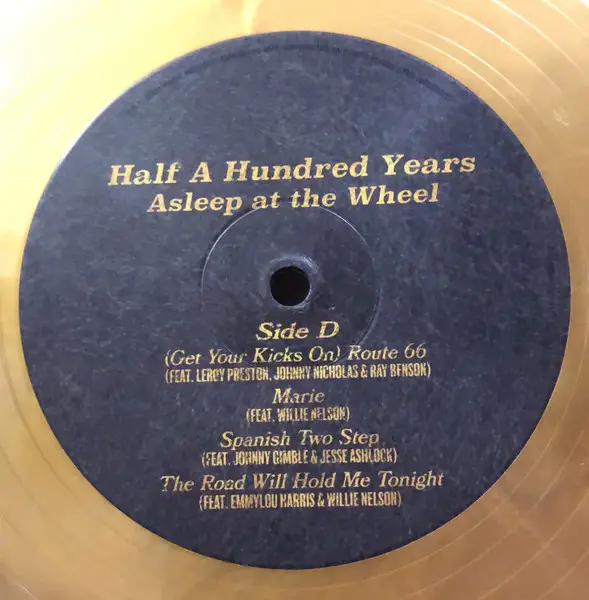 Half A Hundred Years
Asleep at the Wheel
Side D
(Get Your Kicks On) Route 66
(FEAT. LEROY PRESTON, JOHNNY NICHOLAS & RAY BENSON)
Marie
(FEAT. WILLIE NELSON)
Spanish Two Step
(FEAT. JOHNNY GIMBLE & JESSE ASHLOCK)
The Road Will Hold Me Tonight
(FEAT. EMMYLOU HARRIS & WILLIE NELSON)